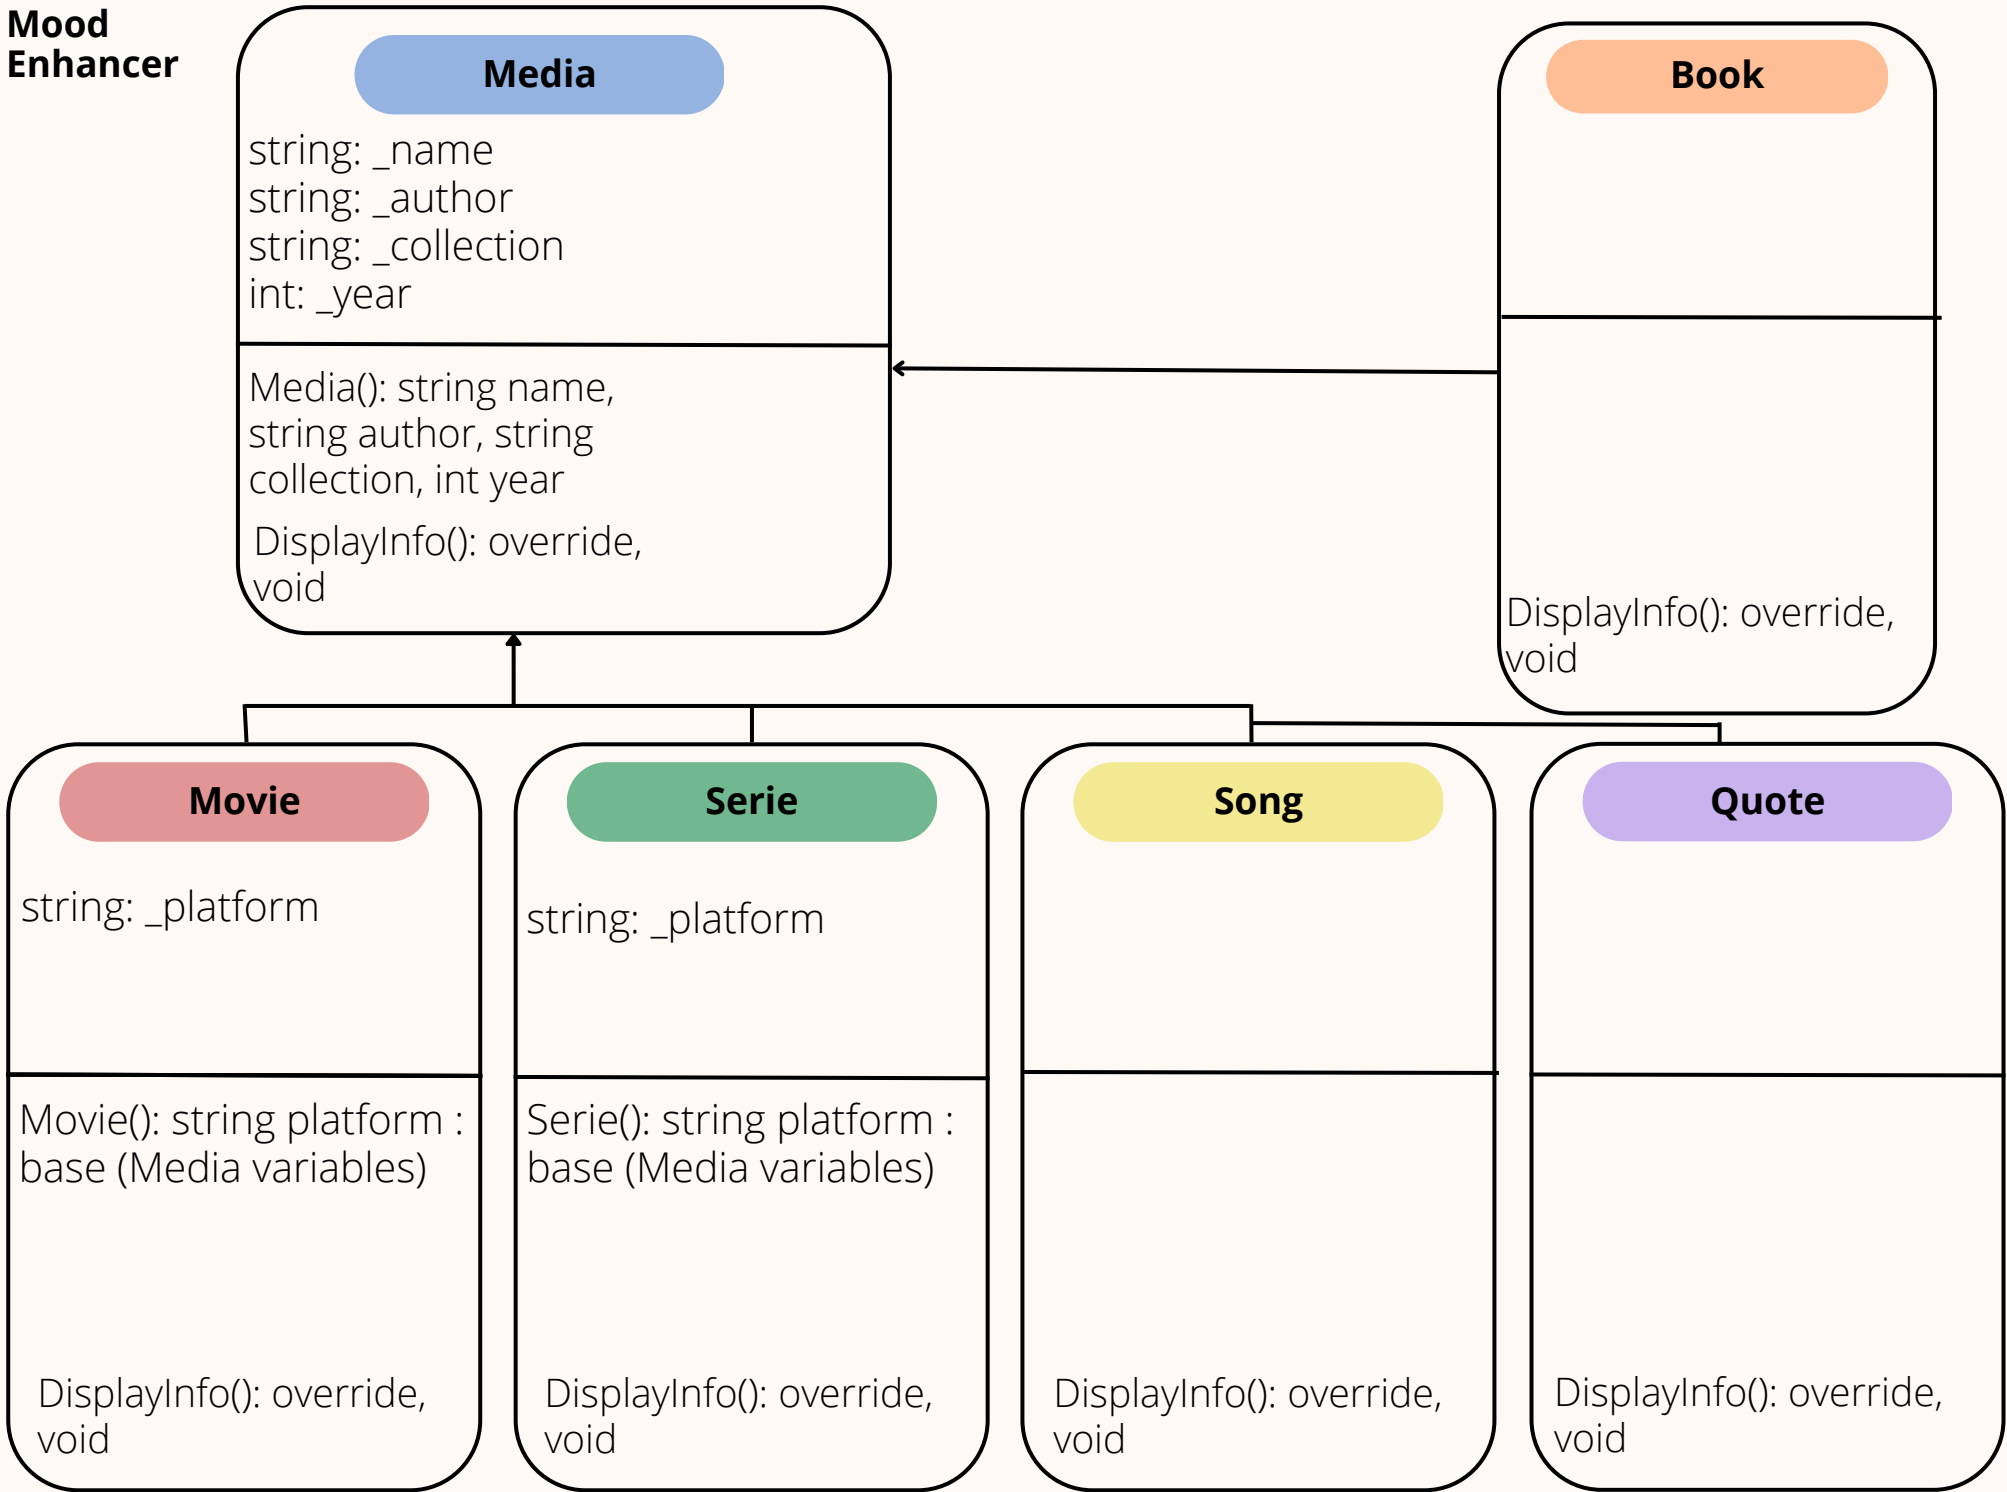 Mood
Enhancer
Media
string: _name
string: _author
string: _collection
int: _year
Media(): string name,
string author, string
collection, int year
DisplayInfo(): override,
void
Book
DisplayInfo(): override,
void
Movie
string: _platform
Movie(): string platform :
base (Media variables)
DisplayInfo(): override,
void
Serie
string: _platform
Serie(): string platform :
base (Media variables)
DisplayInfo(): override,
void
Song
DisplayInfo(): override,
void
Quote
DisplayInfo(): override,
void